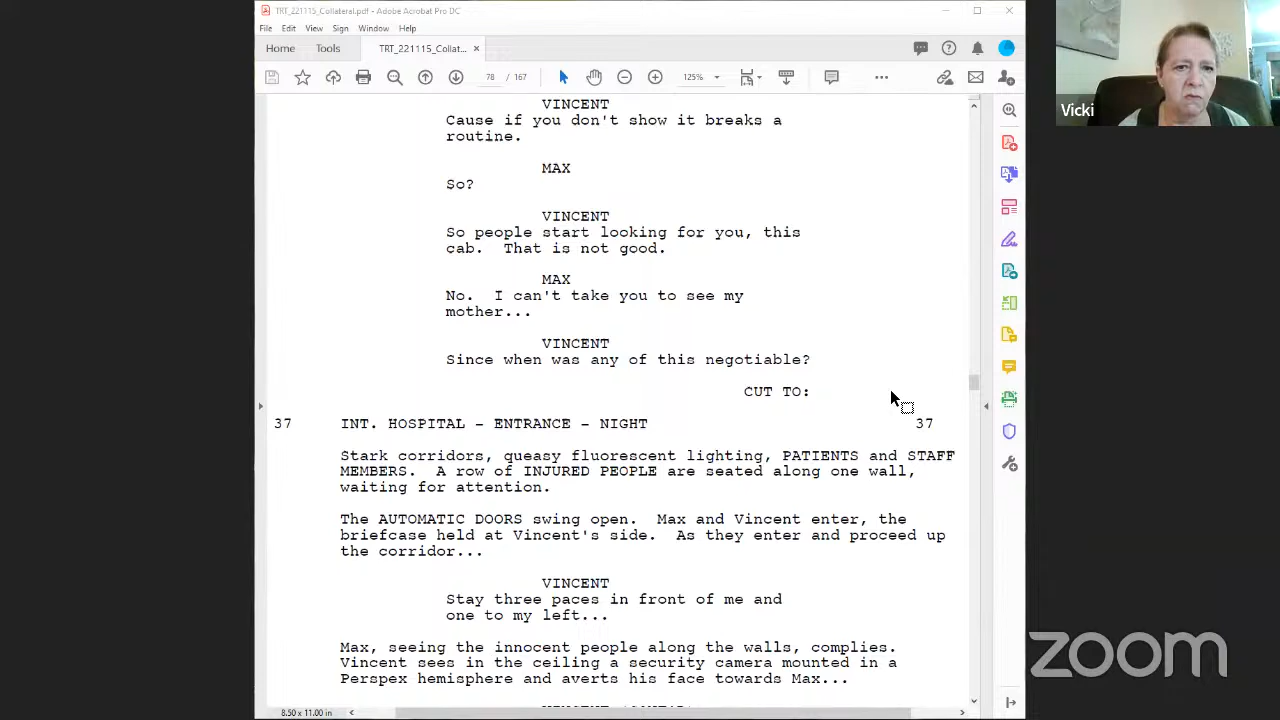 TRT_221115_Collateral.pdf - Adobe Acrobat Pro DC
File Edit View Sign Window Help
Home Tools TRT_221115_Collat... ×
78 / 167 125%
VINCENT
Cause if you don't show it breaks a
routine.
MAX
So?
VINCENT
So people start looking for you, this
cab. That is not good.
MAX
No. I can't take you to see my
mother...
VINCENT
Since when was any of this negotiable?
CUT TO:
37 INT. HOSPITAL - ENTRANCE - NIGHT 37
Stark corridors, queasy fluorescent lighting, PATIENTS and STAFF
MEMBERS. A row of INJURED PEOPLE are seated along one wall,
waiting for attention.
The AUTOMATIC DOORS swing open. Max and Vincent enter, the
briefcase held at Vincent's side. As they enter and proceed up
the corridor...
VINCENT
Stay three paces in front of me and
one to my left...
Max, seeing the innocent people along the walls, complies.
Vincent sees in the ceiling a security camera mounted in a
Perspex hemisphere and averts his face towards Max...
8.50 x 11.00 in
Vicki
zoom